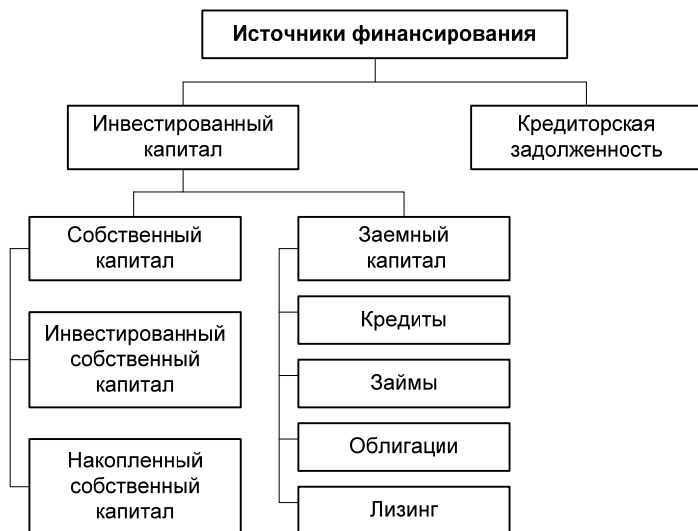 Источники финансирования
Инвестированный
капитал
Кредиторская
задолженность
Собственный
капитал
Заемный
капитал
Инвестированный
собственный
капитал
Кредиты
Займы
Накопленный
собственный
капитал
Облигации
Лизинг